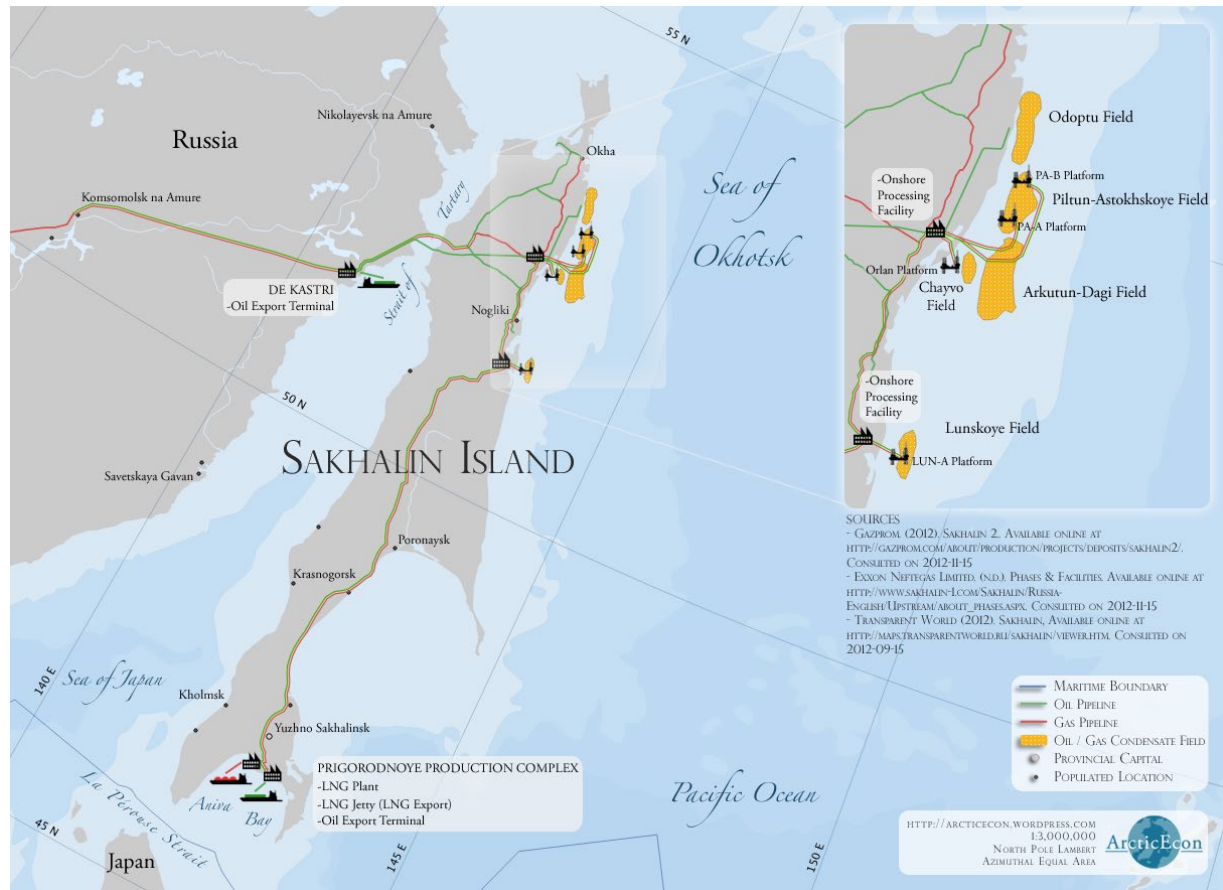 55 N
Russia
Nikolayevsk na Amure
Okha
Komsomolsk na Amure
Tartary
Strait of
Sea of
Okhotsk
DE KASTRI
-Oil Export Terminal
Nogliki
50 N
SAKHALIN ISLAND
Savetskaya Gavan
Poronaysk
Krasnogorsk
140 E
Sea of Japan
Kholmsk
Yuzhno Sakhalinsk
PRIGORODNOYE PRODUCTION COMPLEX
-LNG Plant
-LNG Jetty (LNG Export)
-Oil Export Terminal
Aniva
Bay
La Pérouse Strait
45 N
Japan
145 E
Pacific Ocean
150 E
Odoptu Field
-Onshore
Processing
Facility
PA-B Platform
Piltun-Astokhskoye Field
PA-A Platform
Orlan Platform
Chayvo
Field
Arkutun-Dagi Field
-Onshore
Processing
Facility
Lunskoye Field
LUN-A Platform
SOURCES
- GAZPROM. (2012). SAKHALIN 2. AVAILABLE ONLINE AT
HTTP://GAZPROM.COM/ABOUT/PRODUCTION/PROJECTS/DEPOSITS/SAKHALIN2/.
CONSULTED ON 2012-11-15
- EXXON NEFTEGAS LIMITED. (N.D.). PHASES & FACILITIES. AVAILABLE ONLINE AT
HTTP://WWW.SAKHALIN-1.COM/SAKHALIN/RUSSIA-
ENGLISH/UPSTREAM/ABOUT_PHASES.ASPX. CONSULTED ON 2012-11-15
- TRANSPARENT WORLD (2012). SAKHALIN, AVAILABLE ONLINE AT
HTTP://MAPS.TRANSPARENTWORLD.RU/SAKHALIN/VIEWER.HTM. CONSULTED ON
2012-09-15
MARITIME BOUNDARY
OIL PIPELINE
GAS PIPELINE
OIL / GAS CONDENSATE FIELD
PROVINCIAL CAPITAL
POPULATED LOCATION
HTTP://ARCTICECON.WORDPRESS.COM
1:3,000,000
NORTH POLE LAMBERT
AZIMUTHAL EQUAL AREA
ArcticEcon